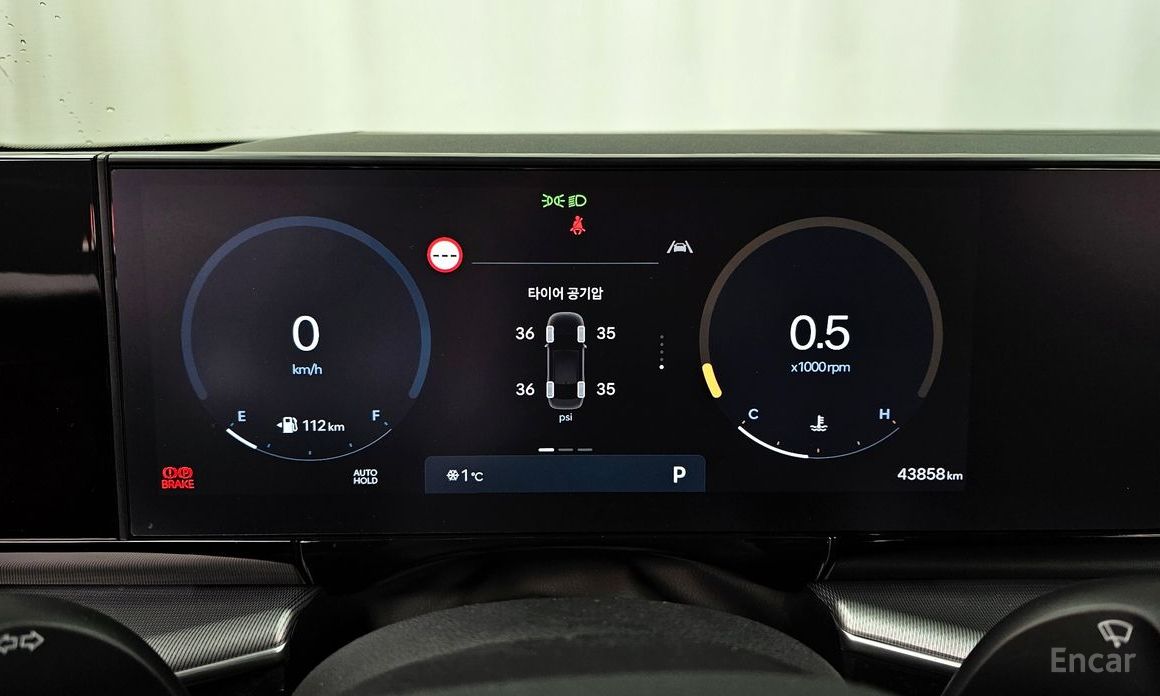 타이어 공기압
36 35
36 35
psi
0
km/h
E F
112 km
0.5
x1000 rpm
C H
BRAKE
AUTO
HOLD
1 °C
P
43858 km
Encar